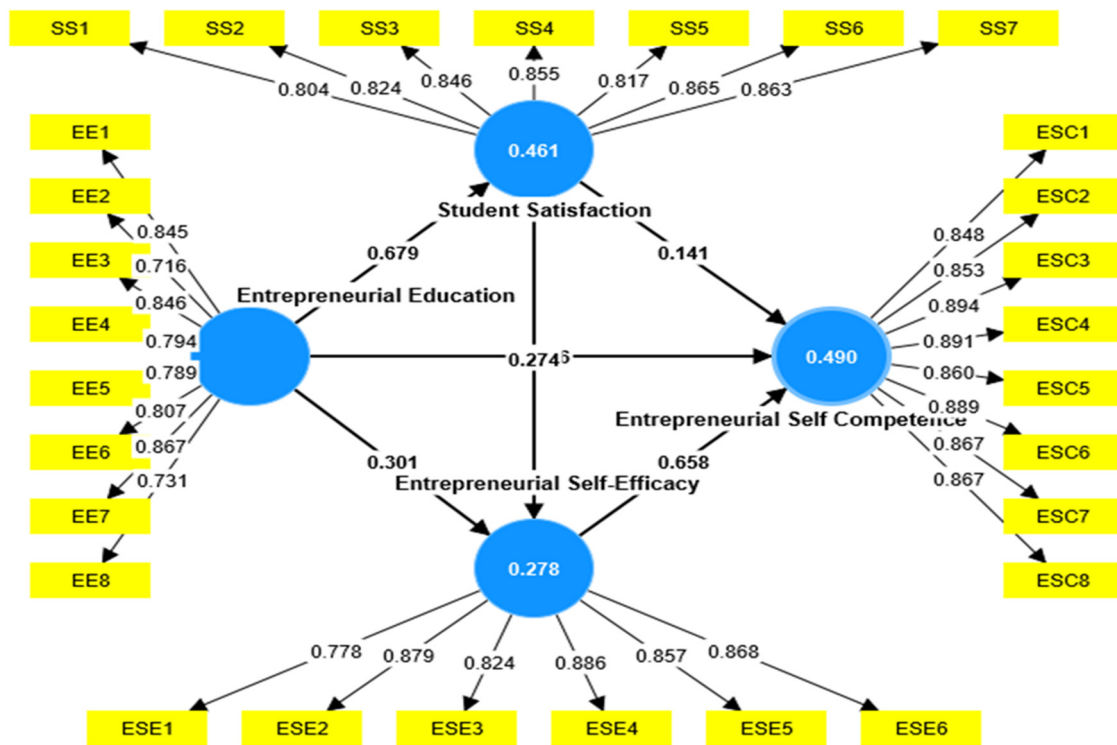 SS1 SS2 SS3 SS4 SS5 SS6 SS7
0.804 0.824 0.846 0.855 0.817 0.865 0.863
0.461
Student Satisfaction
EE1
EE2
EE3
EE4
EE5
EE6
EE7
EE8
0.845
0.716
0.846
0.794
0.789
0.807
0.867
0.731
Entrepreneurial Education
0.679
0.141
0.274
0.301
0.658
Entrepreneurial Self-Efficacy
0.278
Entrepreneurial Self Competence
0.490
0.848
0.853
0.894
0.891
0.860
0.889
0.867
0.867
ESC1
ESC2
ESC3
ESC4
ESC5
ESC6
ESC7
ESC8
0.778 0.879 0.824 0.886 0.857 0.868
ESE1 ESE2 ESE3 ESE4 ESE5 ESE6